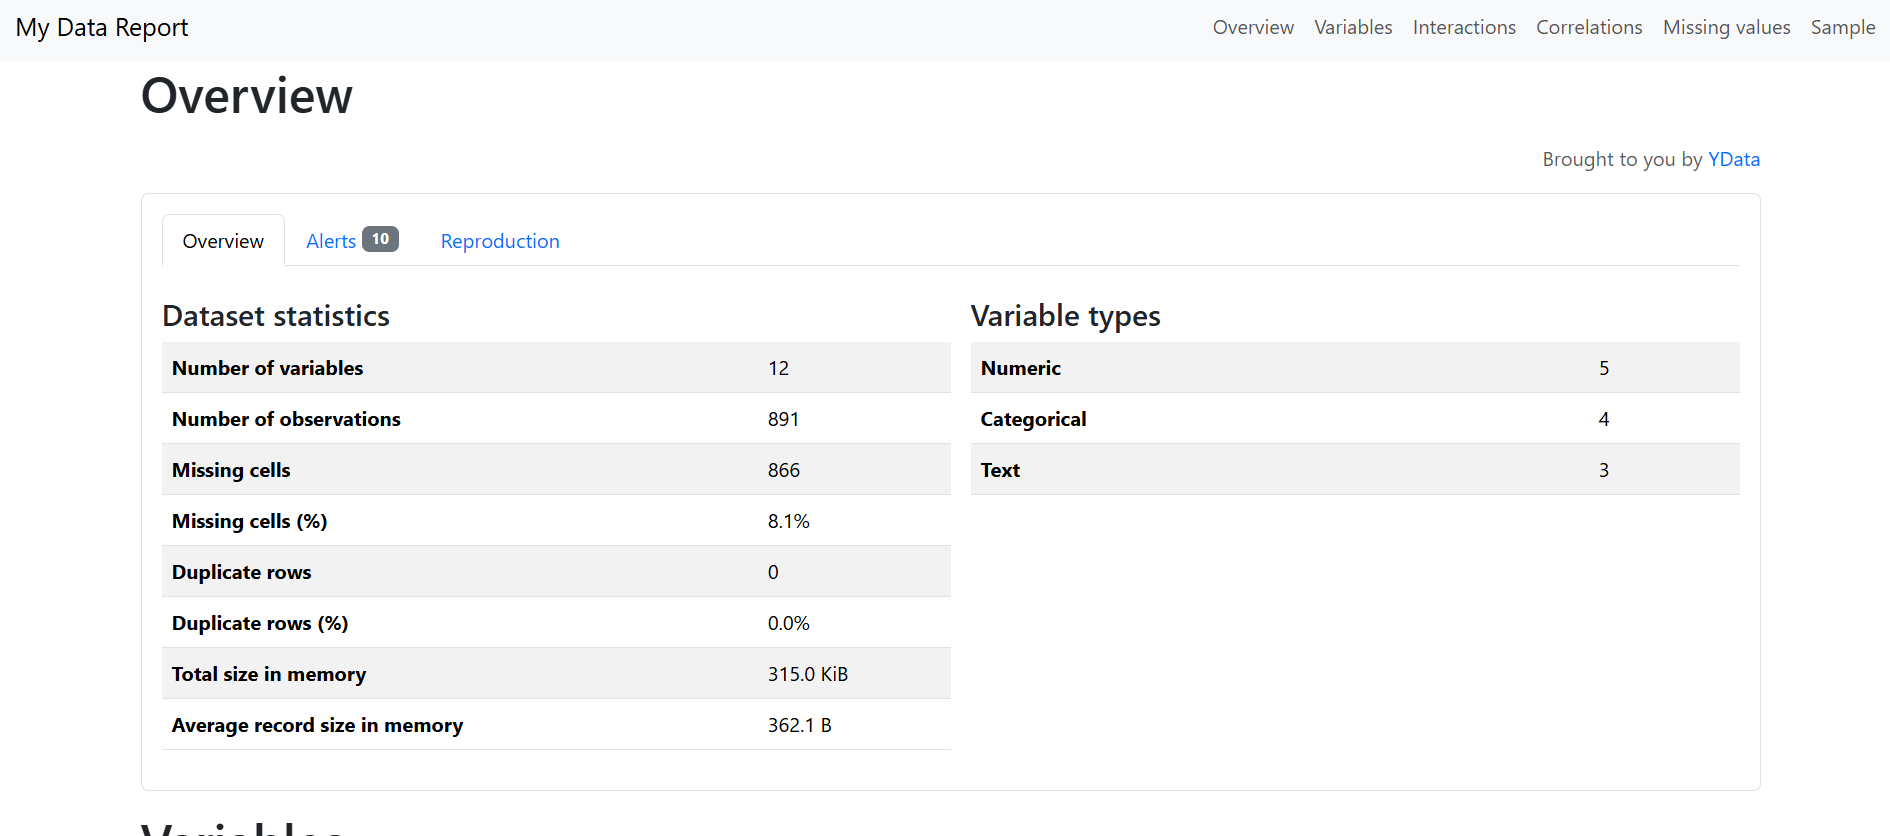 My Data Report
Overview Variables Interactions Correlations Missing values Sample
Overview
Brought to you by YData
Overview Alerts 10 Reproduction
Dataset statistics
Number of variables 12
Number of observations 891
Missing cells 866
Missing cells (%) 8.1%
Duplicate rows 0
Duplicate rows (%) 0.0%
Total size in memory 315.0 KiB
Average record size in memory 362.1 B
Variable types
Numeric 5
Categorical 4
Text 3
Variables